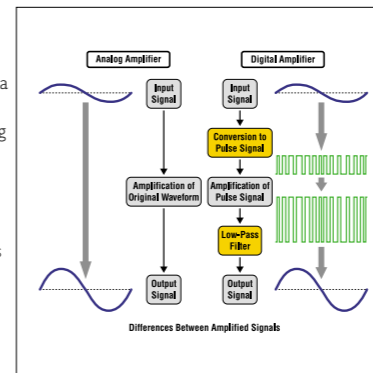 Analog Amplifier
Digital Amplifier
a
g
s
Input
Signal
Amplification of
Original Waveform
Output
Signal
Input
Signal
Conversion to
Pulse Signal
Amplification of
Pulse Signal
Low-Pass
Filter
Output
Signal
Differences Between Amplified Signals